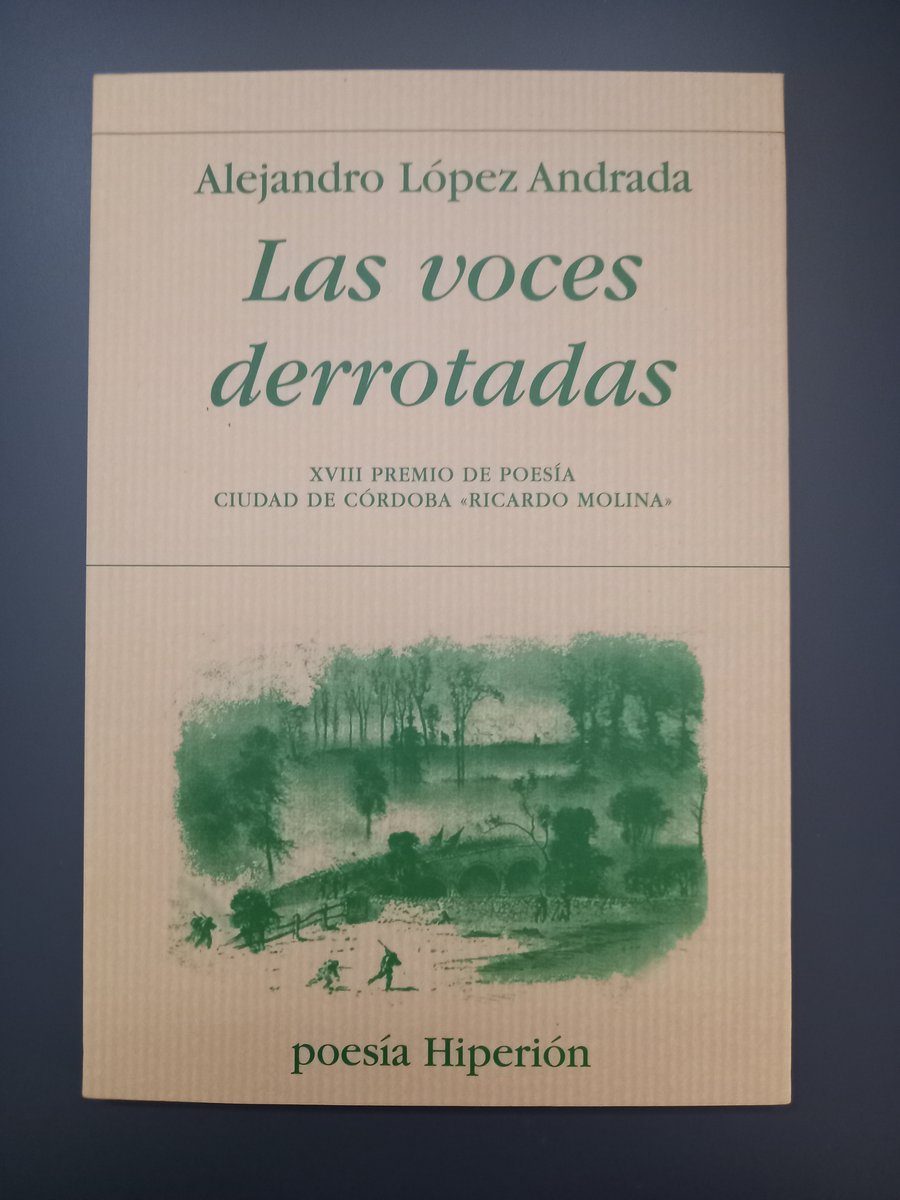 Alejandro López Andrada
Las voces
derrotadas
XVIII PREMIO DE POESÍA
CIUDAD DE CÓRDOBA «RICARDO MOLINA»
poesía Hiperión